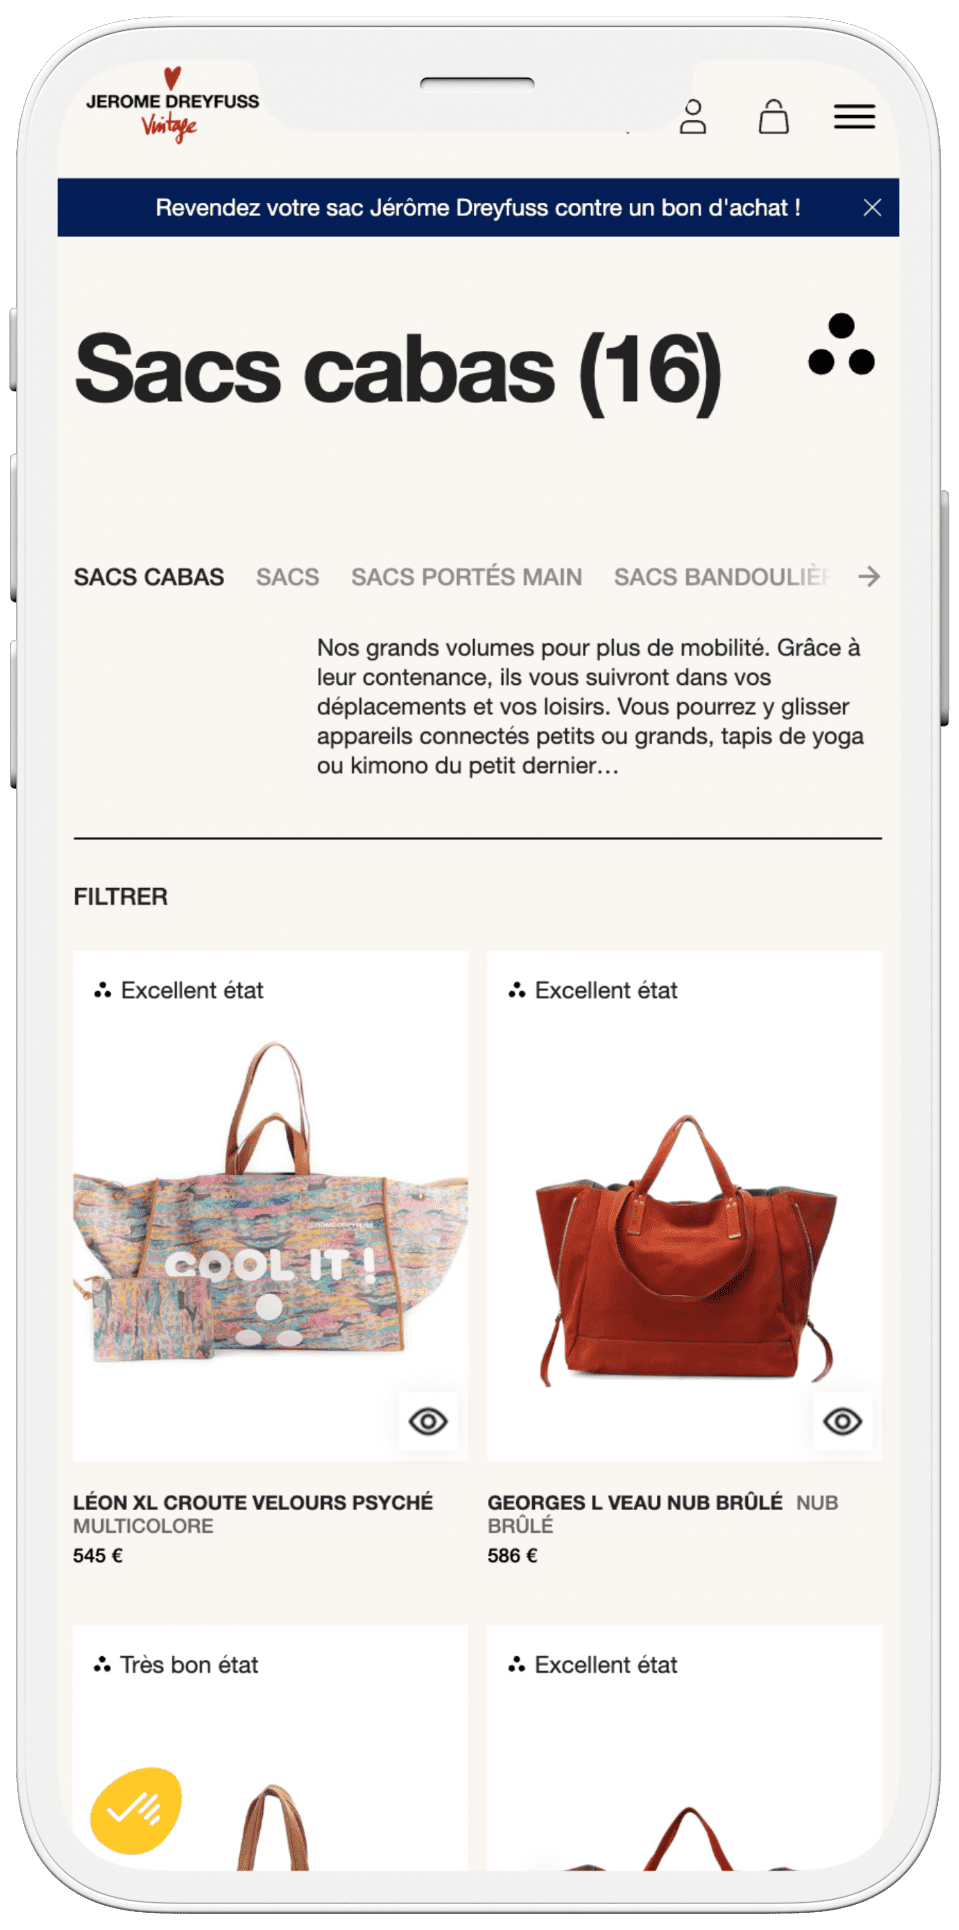 JEROME DREYFUSS
Vintage
Revendez votre sac Jérôme Dreyfuss contre un bon d'achat !
Sacs cabas (16)
SACS CABAS SACS SACS PORTÉS MAIN SACS BANDOULIÈR
Nos grands volumes pour plus de mobilité. Grâce à
leur contenance, ils vous suivront dans vos
déplacements et vos loisirs. Vous pourrez y glisser
appareils connectés petits ou grands, tapis de yoga
ou kimono du petit dernier…
FILTRER
Excellent état
JEROME DREYFUSS
COOL IT !
LÉON XL CROUTE VELOURS PSYCHÉ
MULTICOLORE
545 €
Excellent état
GEORGES L VEAU NUB BRÛLÉ NUB
BRÛLÉ
586 €
Très bon état
Excellent état